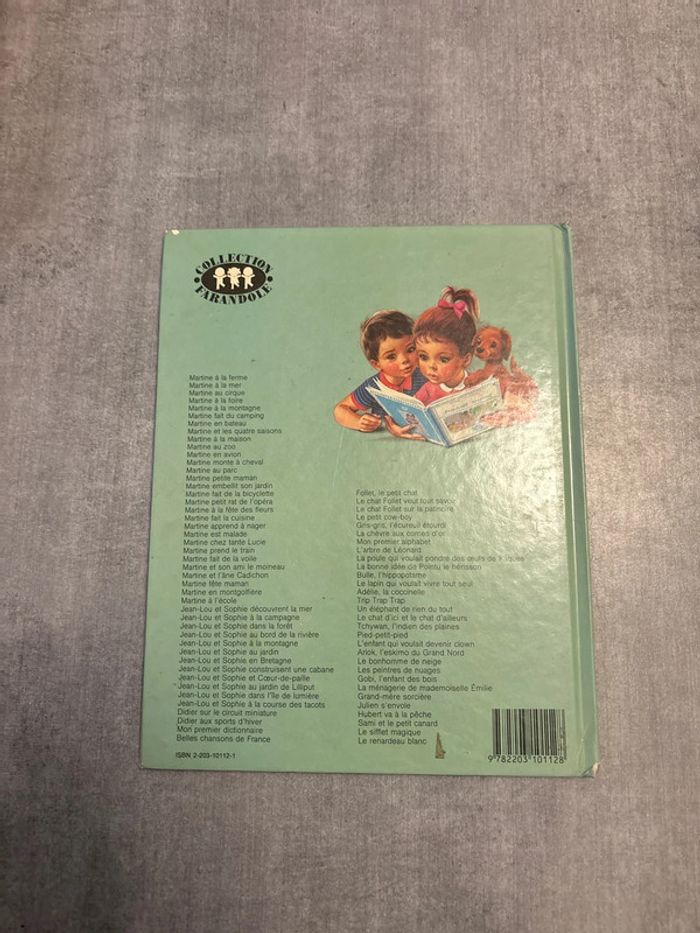 COLLECTION
FARANDOLE
Martine à la ferme
Martine à la mer
Martine au cirque
Martine à la foire
Martine à la montagne
Martine fait du camping
Martine en bateau
Martine et les quatre saisons
Martine à la maison
Martine au zoo
Martine en avion
Martine monte à cheval
Martine au parc
Martine petite maman
Martine embellit son jardin
Martine fait de la bicyclette
Martine petit rat de l'opéra
Martine à la fête des fleurs
Martine fait la cuisine
Martine apprend à nager
Martine est malade
Martine chez tante Lucie
Martine prend le train
Martine fait de la voile
Martine et son ami le moineau
Martine et l'âne Cadichon
Martine fête maman
Martine en montgolfière
Martine à l'école
Jean-Lou et Sophie découvrent la mer
Jean-Lou et Sophie à la campagne
Jean-Lou et Sophie dans la forêt
Jean-Lou et Sophie au bord de la rivière
Jean-Lou et Sophie à la montagne
Jean-Lou et Sophie au jardin
Jean-Lou et Sophie en Bretagne
Jean-Lou et Sophie construisent une cabane
Jean-Lou et Sophie et Cœur-de-paille
Jean-Lou et Sophie au jardin de Lilliput
Jean-Lou et Sophie dans l'île de lumière
Jean-Lou et Sophie à la course des tacots
Didier sur le circuit miniature
Didier aux sports d'hiver
Mon premier dictionnaire
Belles chansons de France
ISBN 2-203-10112-1
Follet, le petit chat
Le chat Follet veut tout savoir
Le chat Follet sur la patinoire
Le petit cow-boy
Gris-gris, l'écureuil étourdi
La chèvre aux cornes d'or
Mon premier alphabet
L'arbre de Léonard
La poule qui voulait pondre des œufs de
La bonne idée de Pointu le hérisson
Bulle, l'hippopotame
Le lapin qui voulait vivre tout seul
Adélie, la coccinelle
Trip Trap Trap
Un éléphant de rien du tout
Le chat d'ici et le chat d'ailleurs
Tchywan, l'indien des plaines
Pied-petit-pied
L'enfant qui voulait devenir clown
Arlok, l'eskimo du Grand Nord
Le bonhomme de neige
Les peintres de nuages
Gobi, l'enfant des bois
La ménagerie de mademoiselle Émilie
Grand-mère sorcière
Julien s'envole
Hubert va à la pêche
Sami et le petit canard
Le sifflet magique
Le renardeau blanc
9 782203 101128